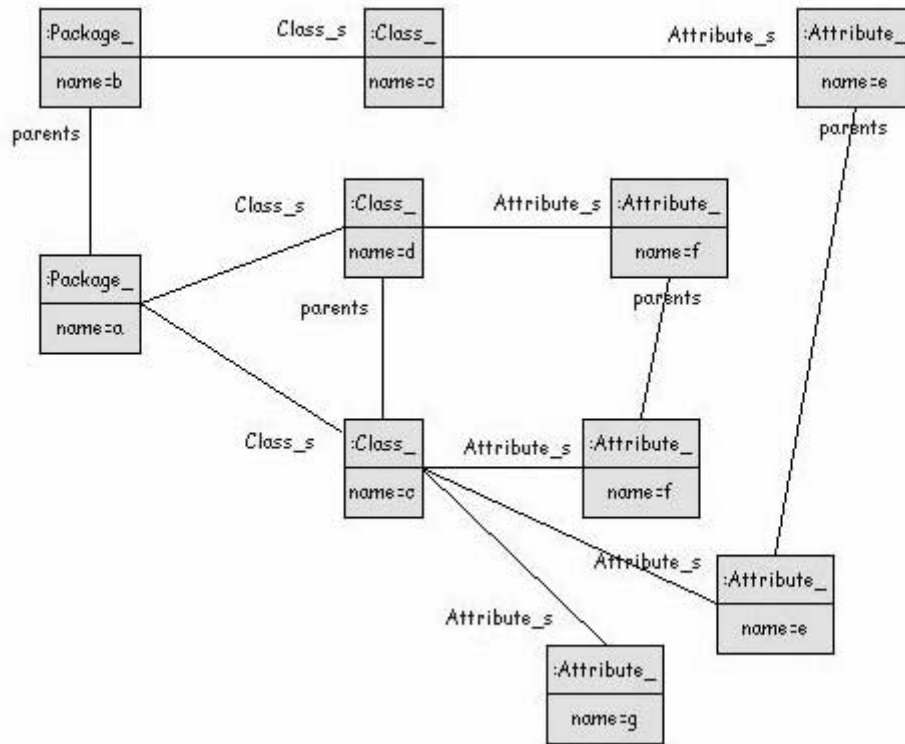 :Package_
name=b
Class_s
:Class_
name=c
Attribute_s
:Attribute_
name=e
parents
parents
Class_s
:Class_
name=d
Attribute_s
:Attribute_
name=f
:Package_
name=a
parents
parents
Class_s
:Class_
name=c
Attribute_s
:Attribute_
name=f
Attribute_s
:Attribute_
name=e
Attribute_s
:Attribute_
name=g